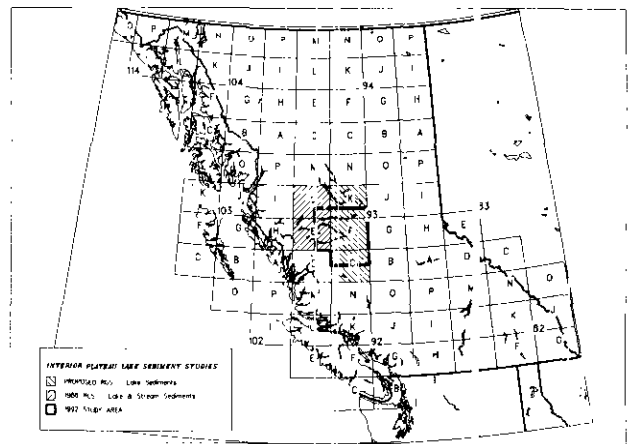 O P M N O P M N O P
K J I L K J I
114 104 94
F G H E F G H
C B A D C B A
O P M N O P
K J I K J I
103 93 83
F G H E F G H E
C B A C B A D C
O P M N O P M N O
K J I J
102 92 82
E F G H F G
C B
INTERIOR PLATEAU LAKE SEDIMENT STUDIES
PROPOSED RGS Lake Sediments
1986 RGS Lake & Stream Sediments
1992 STUDY AREA